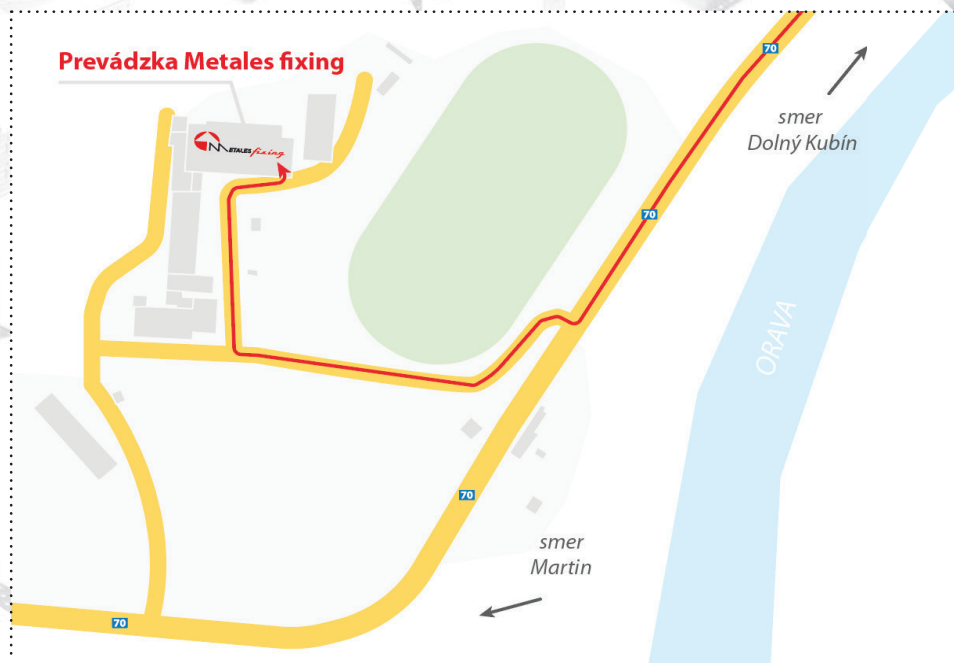 Prevádzka Metales fixing
METALES fixing
70
smer
Dolný Kubín
70
ORAVA
70
smer
Martin
70